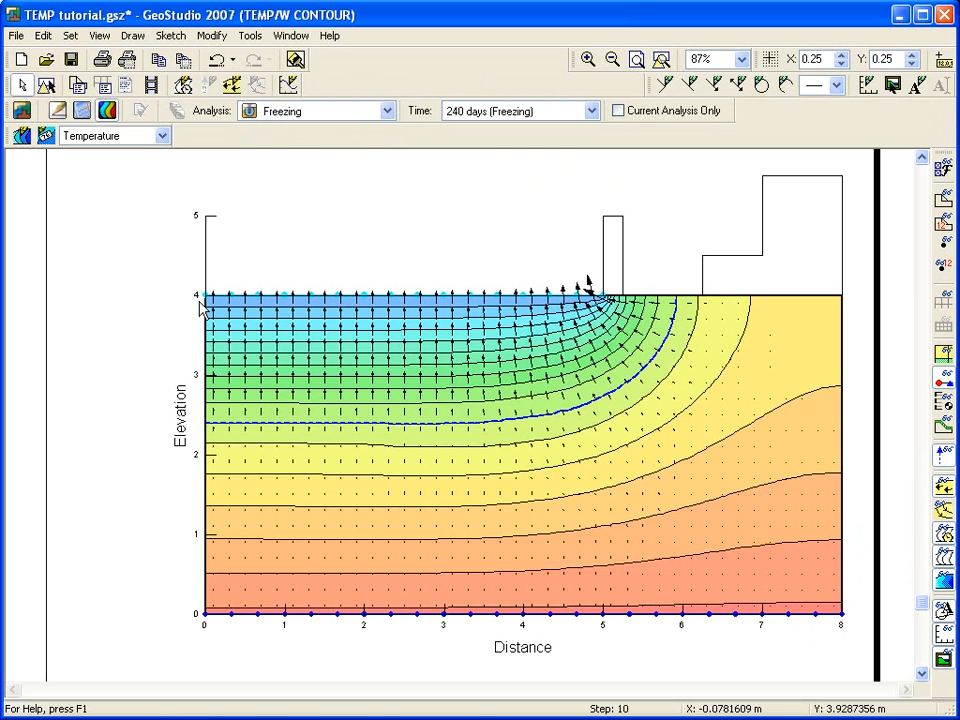 TEMP tutorial.gsz* - GeoStudio 2007 (TEMP/W CONTOUR)
File Edit Set View Draw Sketch Modify Tools Window Help
87% X: 0.25 Y: 0.25
Analysis: Freezing Time: 240 days (Freezing) Current Analysis Only
Temperature
5
4
3
2
1
0
Elevation
0 1 2 3 4 5 6 7 8
Distance
For Help, press F1 Step: 10 X: -0.0781609 m Y: 3.9287356 m